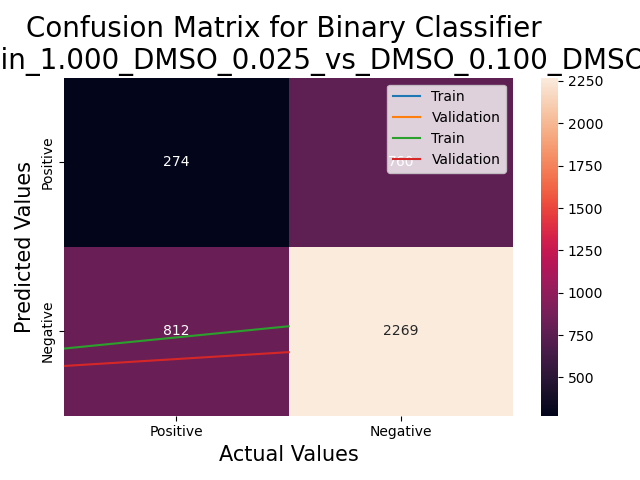 Confusion Matrix for Binary Classifier
in_1.000_DMSO_0.025_vs_DMSO_0.100_DMSO
Train
Validation
Train
Validation
Positive
274
Negative
812
2269
Predicted Values
Positive
Negative
Actual Values
2250
2000
1750
1500
1250
1000
750
500